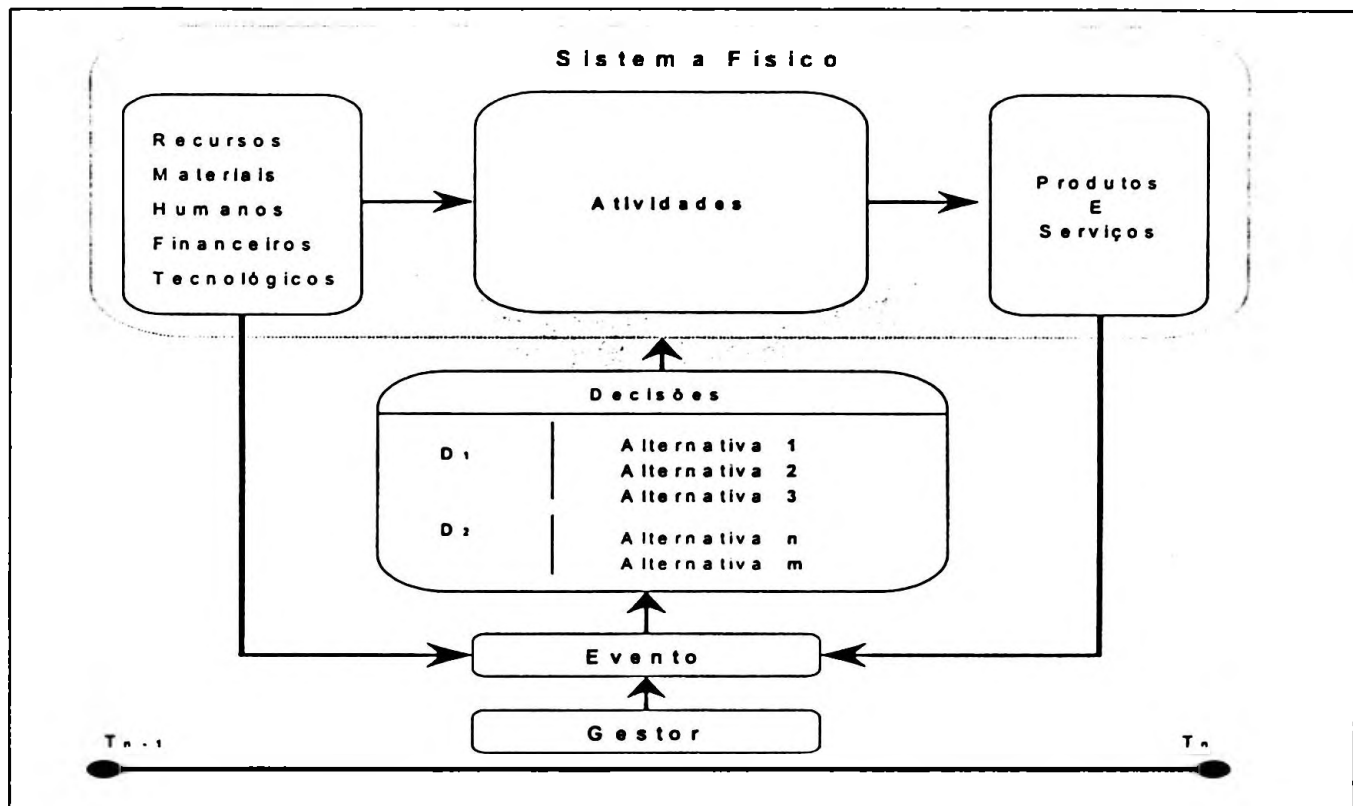 Sistema Físico
Recursos
Materiais
Humanos
Financeiros
Tecnológicos
Atividades
Produtos
E
Serviços
Decisões
D1
Alternativa 1
Alternativa 2
Alternativa 3
D2
Alternativa n
Alternativa m
Evento
Gestor
Tn-1
Tn